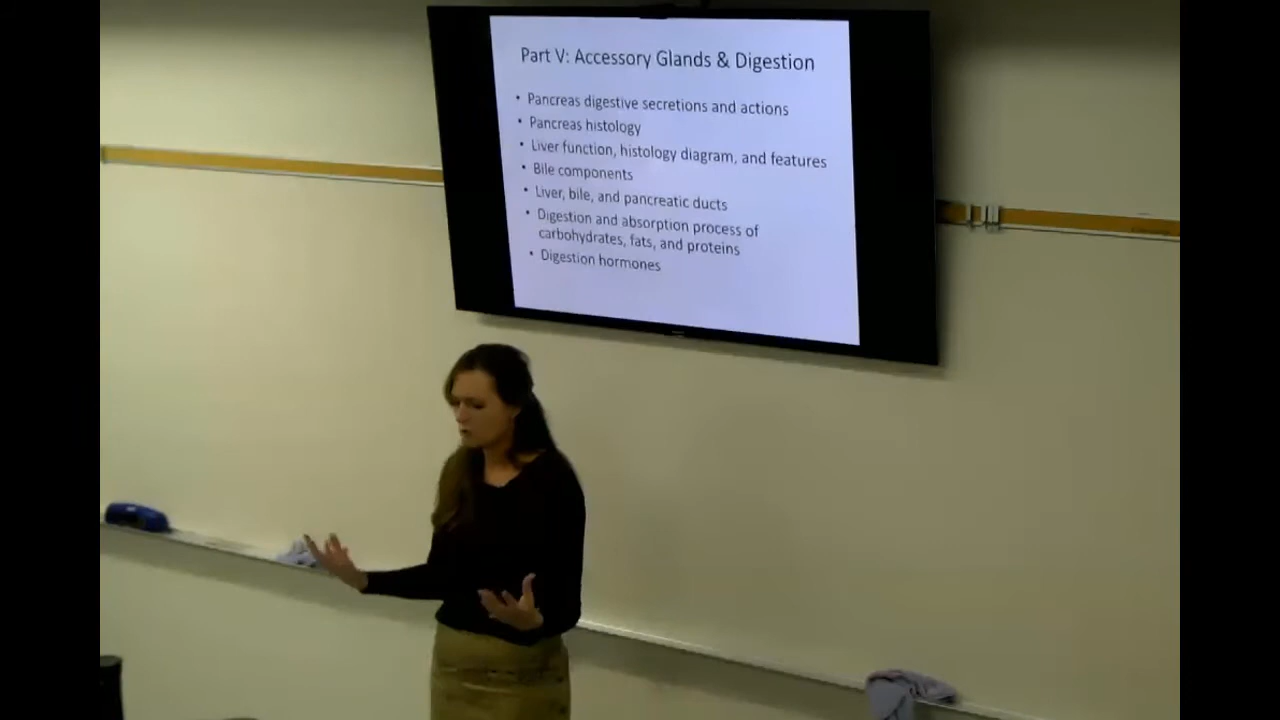 Part V: Accessory Glands & Digestion
• Pancreas digestive secretions and actions
• Pancreas histology
• Liver function, histology diagram, and features
• Bile components
• Liver, bile, and pancreatic ducts
• Digestion and absorption process of
carbohydrates, fats, and proteins
• Digestion hormones